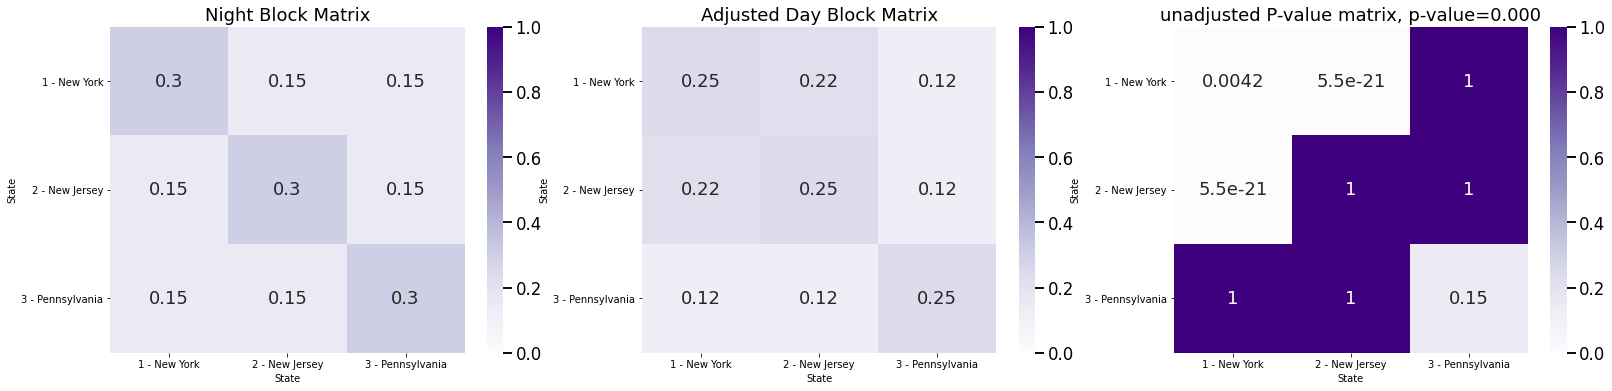 Night Block Matrix
1 - New York
2 - New Jersey
3 - Pennsylvania
State
0.3 0.15 0.15
0.15 0.3 0.15
0.15 0.15 0.3
1 - New York 2 - New Jersey 3 - Pennsylvania
State
1.0
0.8
0.6
0.4
0.2
0.0
Adjusted Day Block Matrix
1 - New York
2 - New Jersey
3 - Pennsylvania
State
0.25 0.22 0.12
0.22 0.25 0.12
0.12 0.12 0.25
1 - New York 2 - New Jersey 3 - Pennsylvania
State
1.0
0.8
0.6
0.4
0.2
0.0
unadjusted P-value matrix, p-value=0.000
1 - New York
2 - New Jersey
3 - Pennsylvania
State
0.0042 5.5e-21 1
5.5e-21 1 1
1 1 0.15
1 - New York 2 - New Jersey 3 - Pennsylvania
State
1.0
0.8
0.6
0.4
0.2
0.0